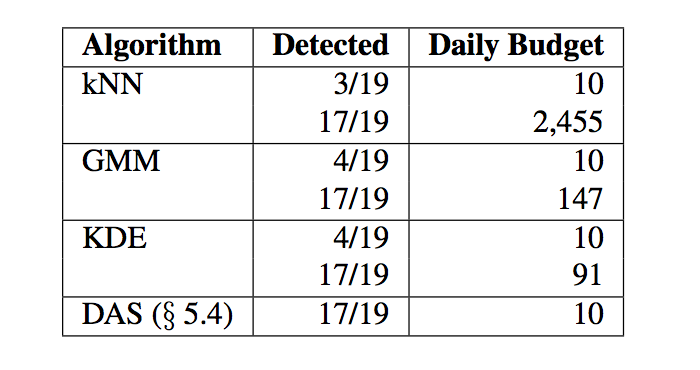 Algorithm Detected Daily Budget
kNN 3/19 10
17/19 2,455
GMM 4/19 10
17/19 147
KDE 4/19 10
17/19 91
DAS (§ 5.4) 17/19 10